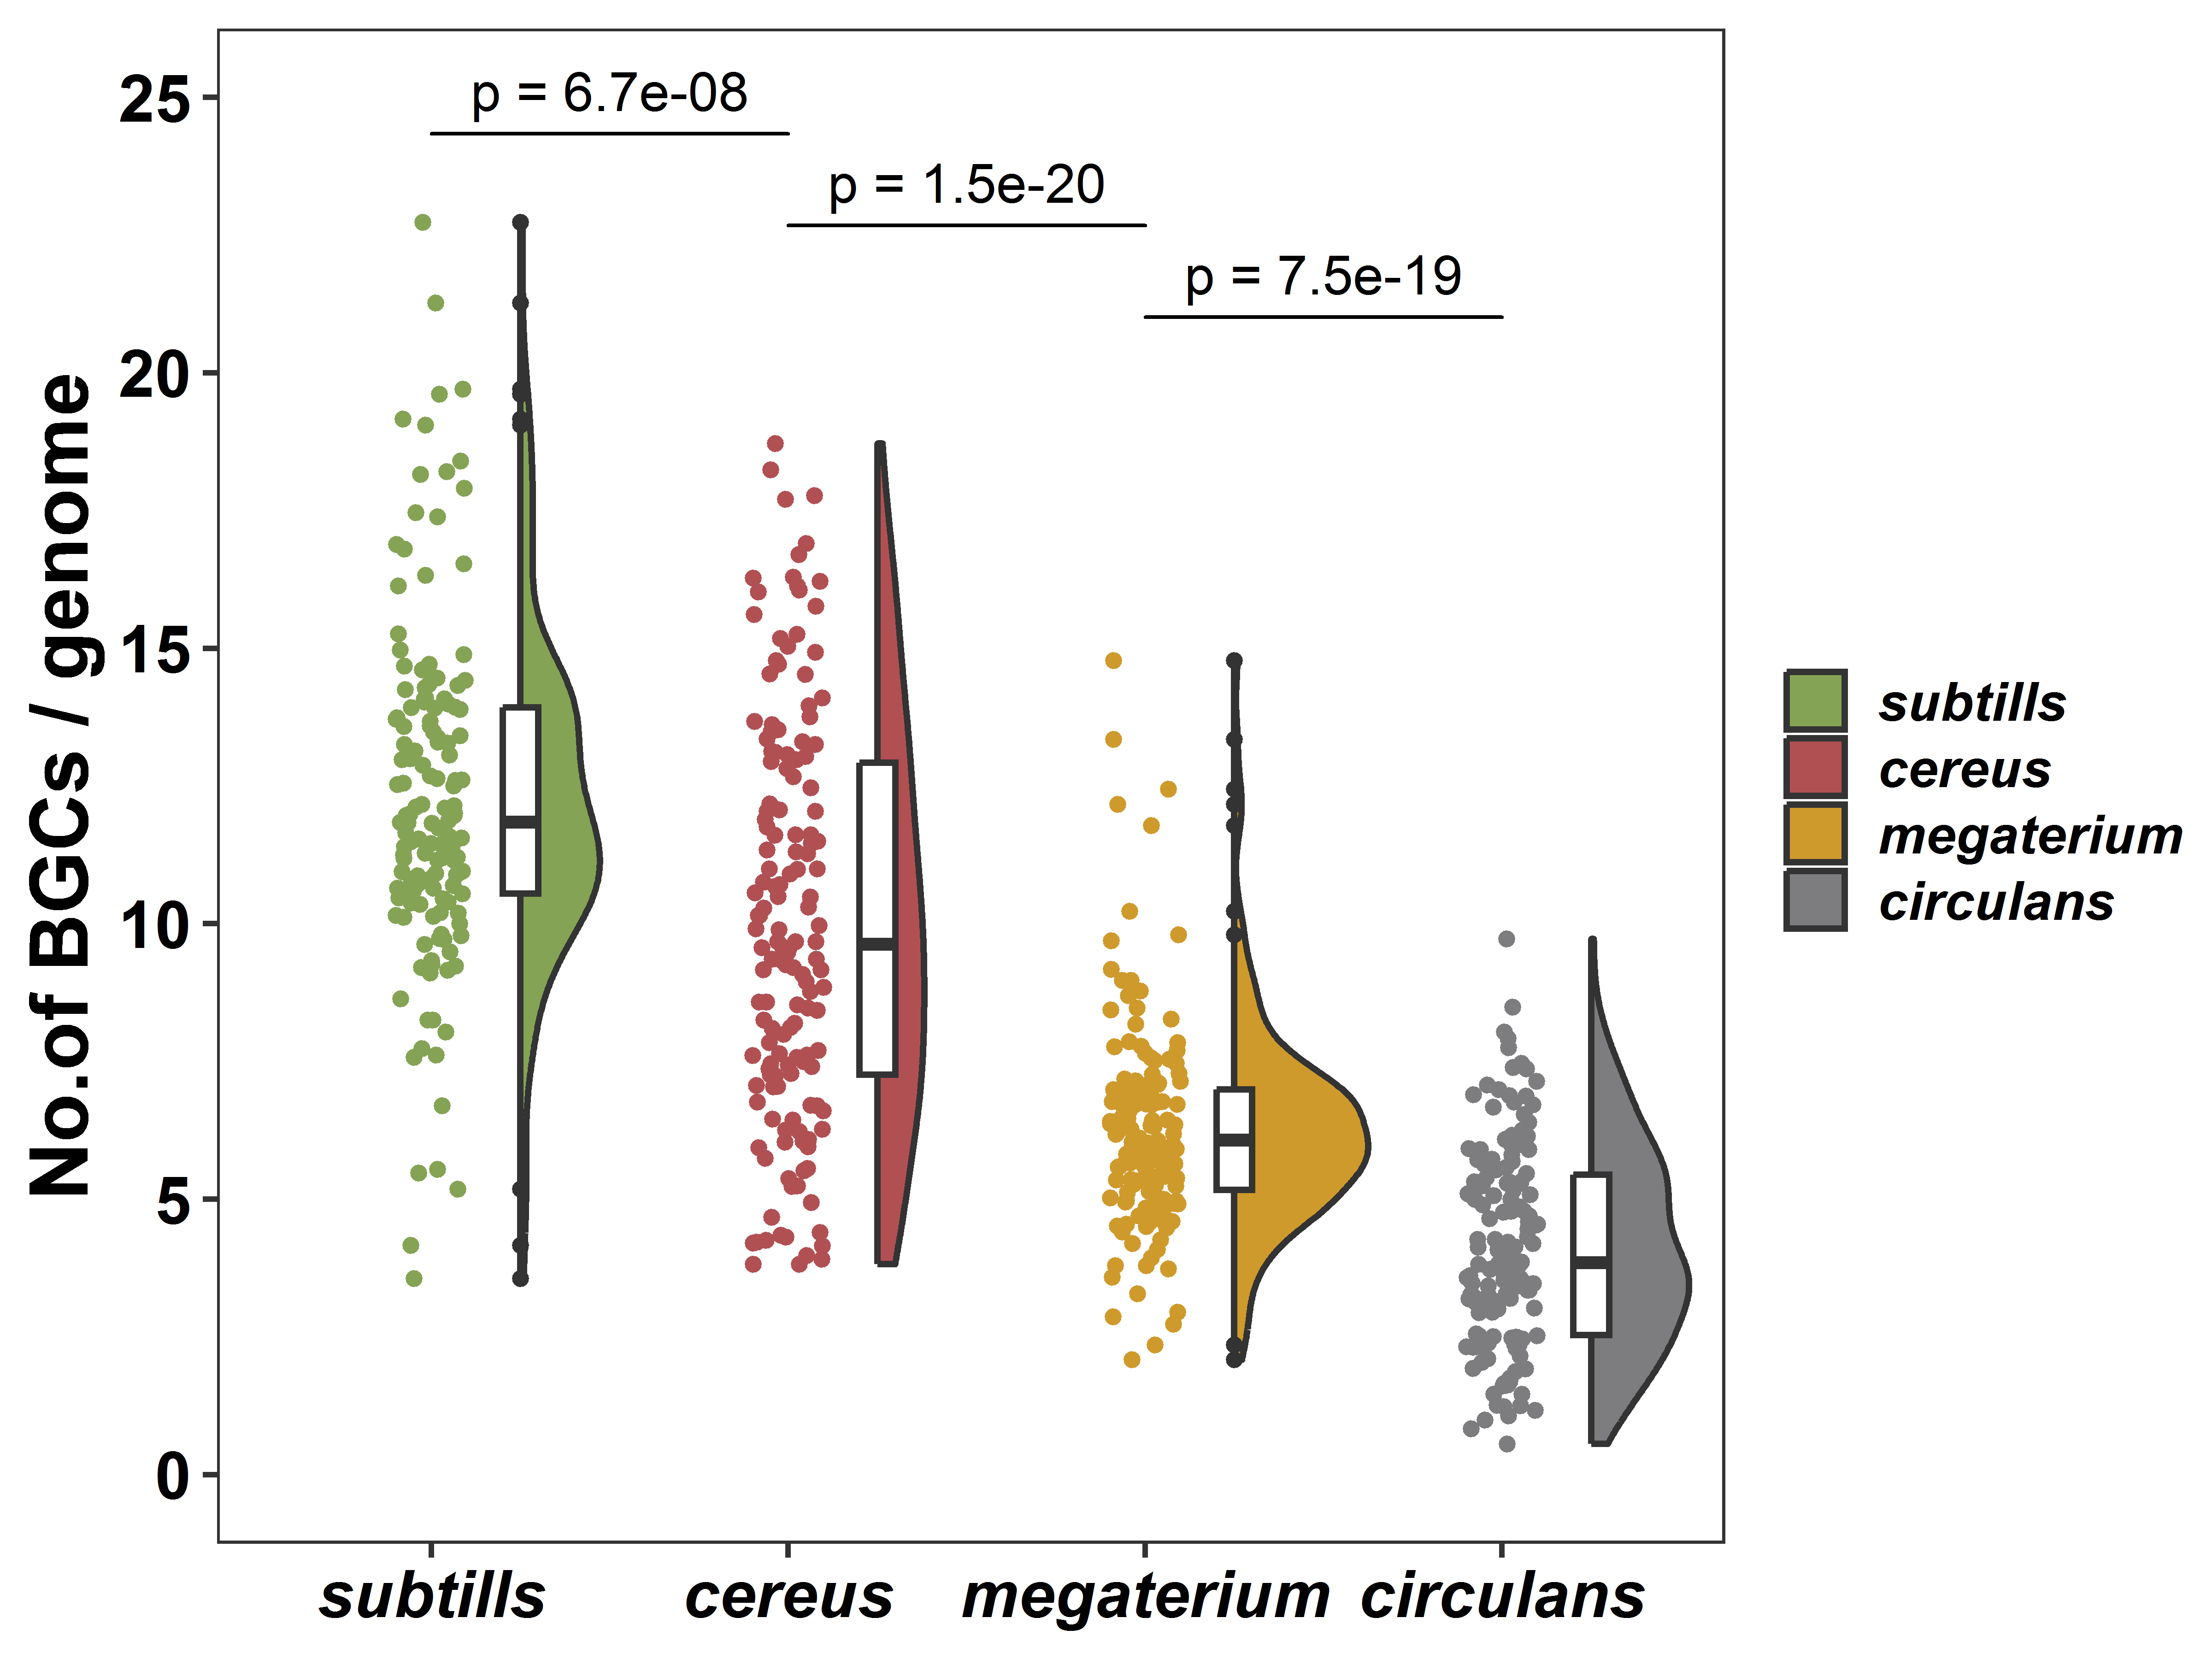 No.of BGCs / genome
25
20
15
10
5
0
p = 6.7e-08
p = 1.5e-20
p = 7.5e-19
subtills
cereus
megaterium
circulans
subtills
cereus
megaterium
circulans